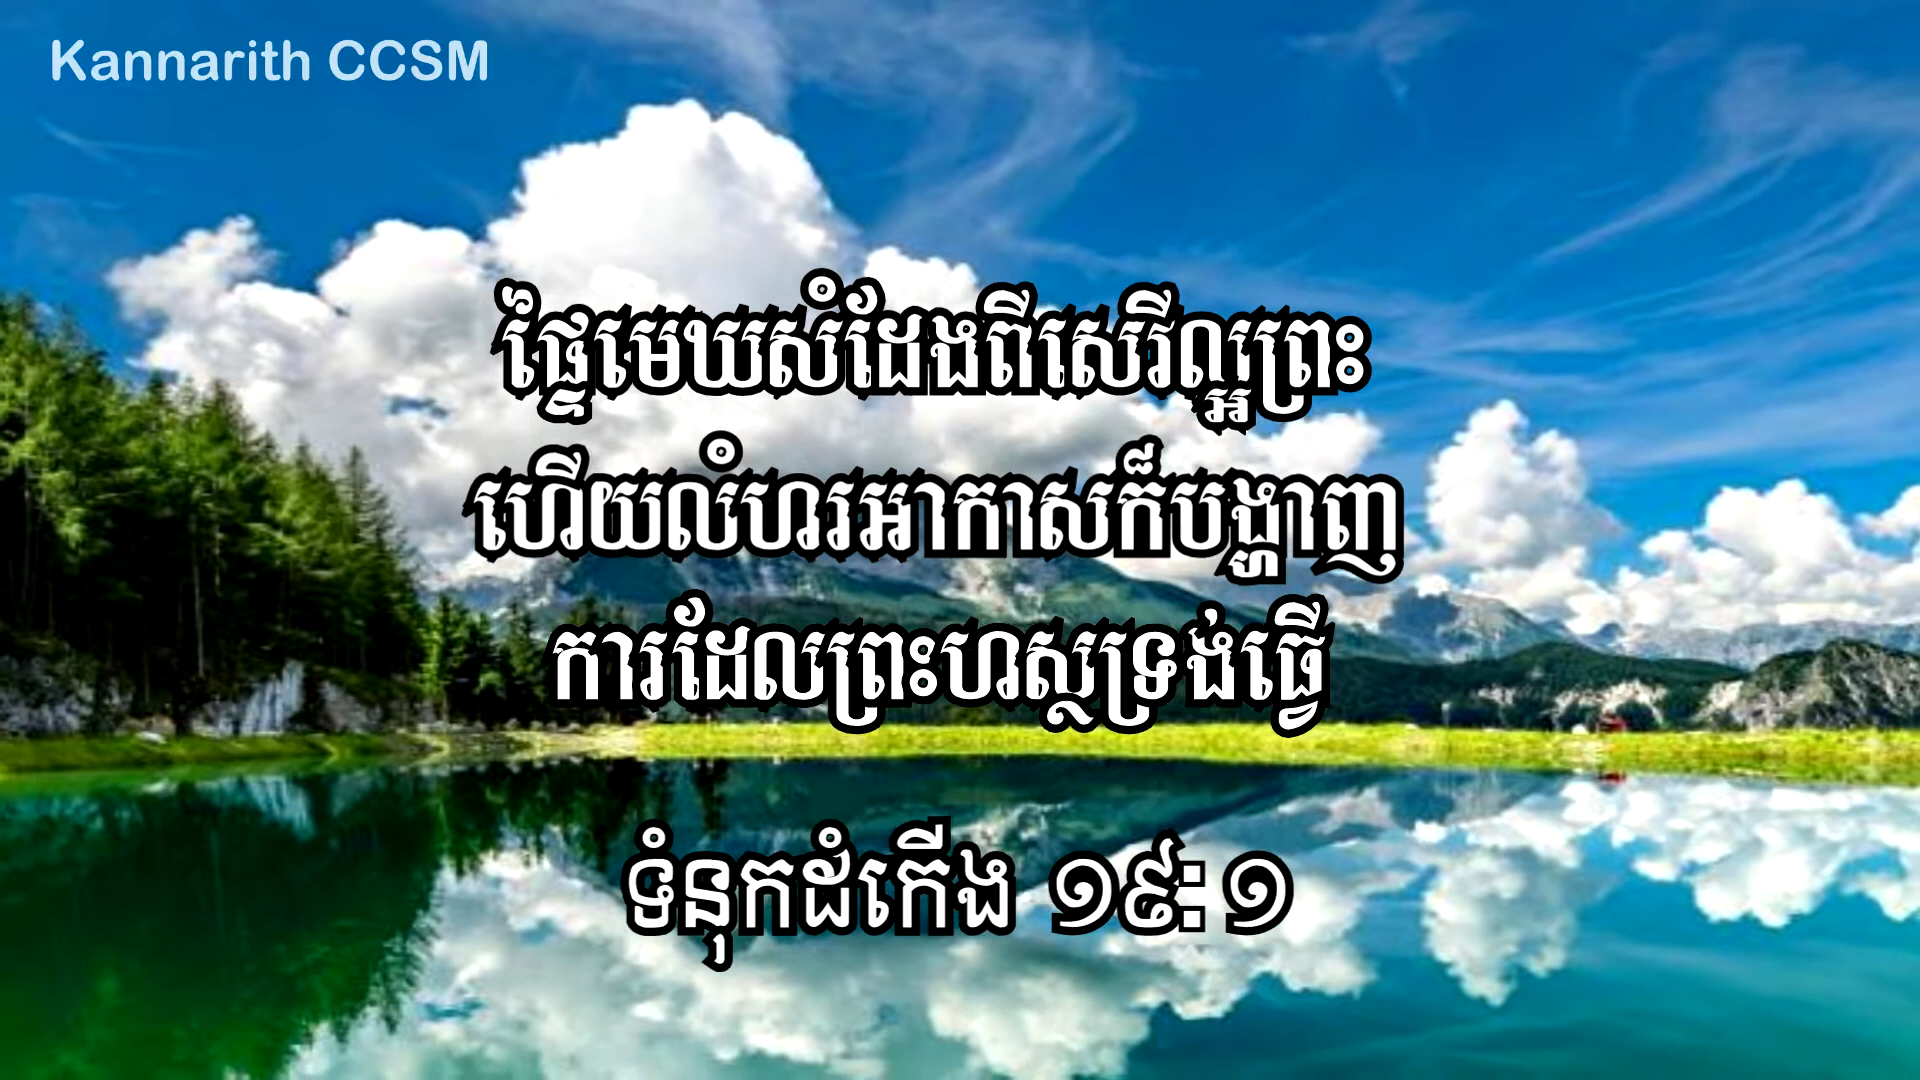 Kannarith CCSM
ផ្ទៃមេឃសំដែងពីសេរីល្អព្រះ
ហើយលំហរអាកាសក៏បង្ហាញ
ការដែលព្រះហស្ថទ្រង់ធ្វើ
ទំនុកដំកើង ១៩:១